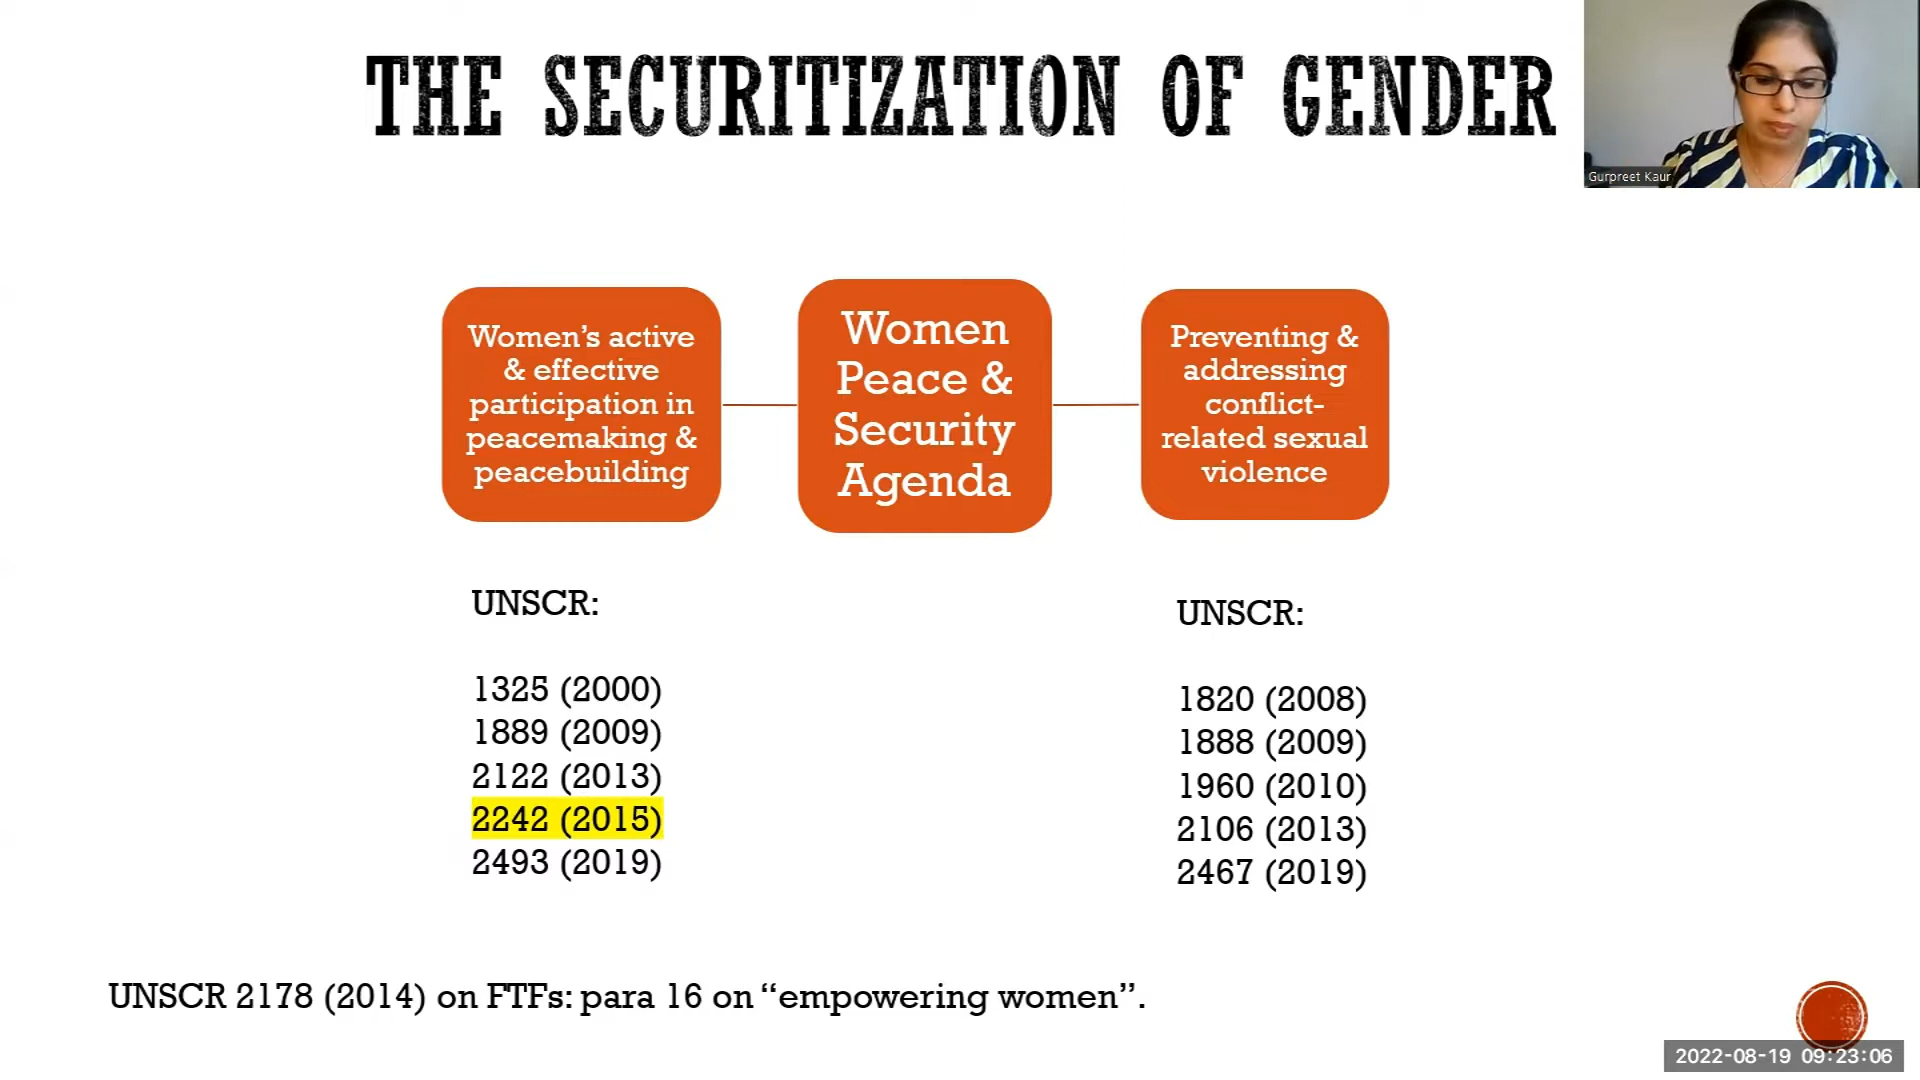 THE SECURITIZATION OF GENDER
Gurpreet Kaur
Women’s active
& effective
participation in
peacemaking &
peacebuilding
Women
Peace &
Security
Agenda
Preventing &
addressing
conflict-
related sexual
violence
UNSCR:
1325 (2000)
1889 (2009)
2122 (2013)
2242 (2015)
2493 (2019)
UNSCR:
1820 (2008)
1888 (2009)
1960 (2010)
2106 (2013)
2467 (2019)
UNSCR 2178 (2014) on FTFs: para 16 on “empowering women”.
2022-08-19 09:23:06